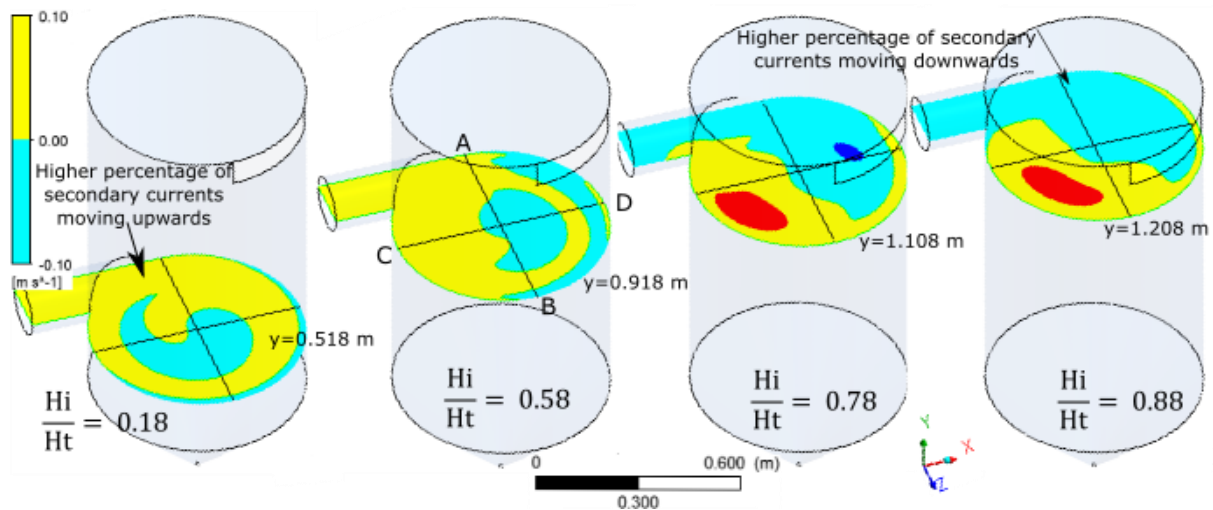 0.10
0.00
-0.10
[m s^-1]
Higher percentage of
secondary currents
moving upwards
y=0.518 m
Hi
Ht
= 0.18
A
D
C
B
y=0.918 m
Hi
Ht
= 0.58
Higher percentage of secondary
currents moving downwards
y=1.108 m
Hi
Ht
= 0.78
y=1.208 m
Hi
Ht
= 0.88
0
0.600 (m)
0.300
Y
X
Z